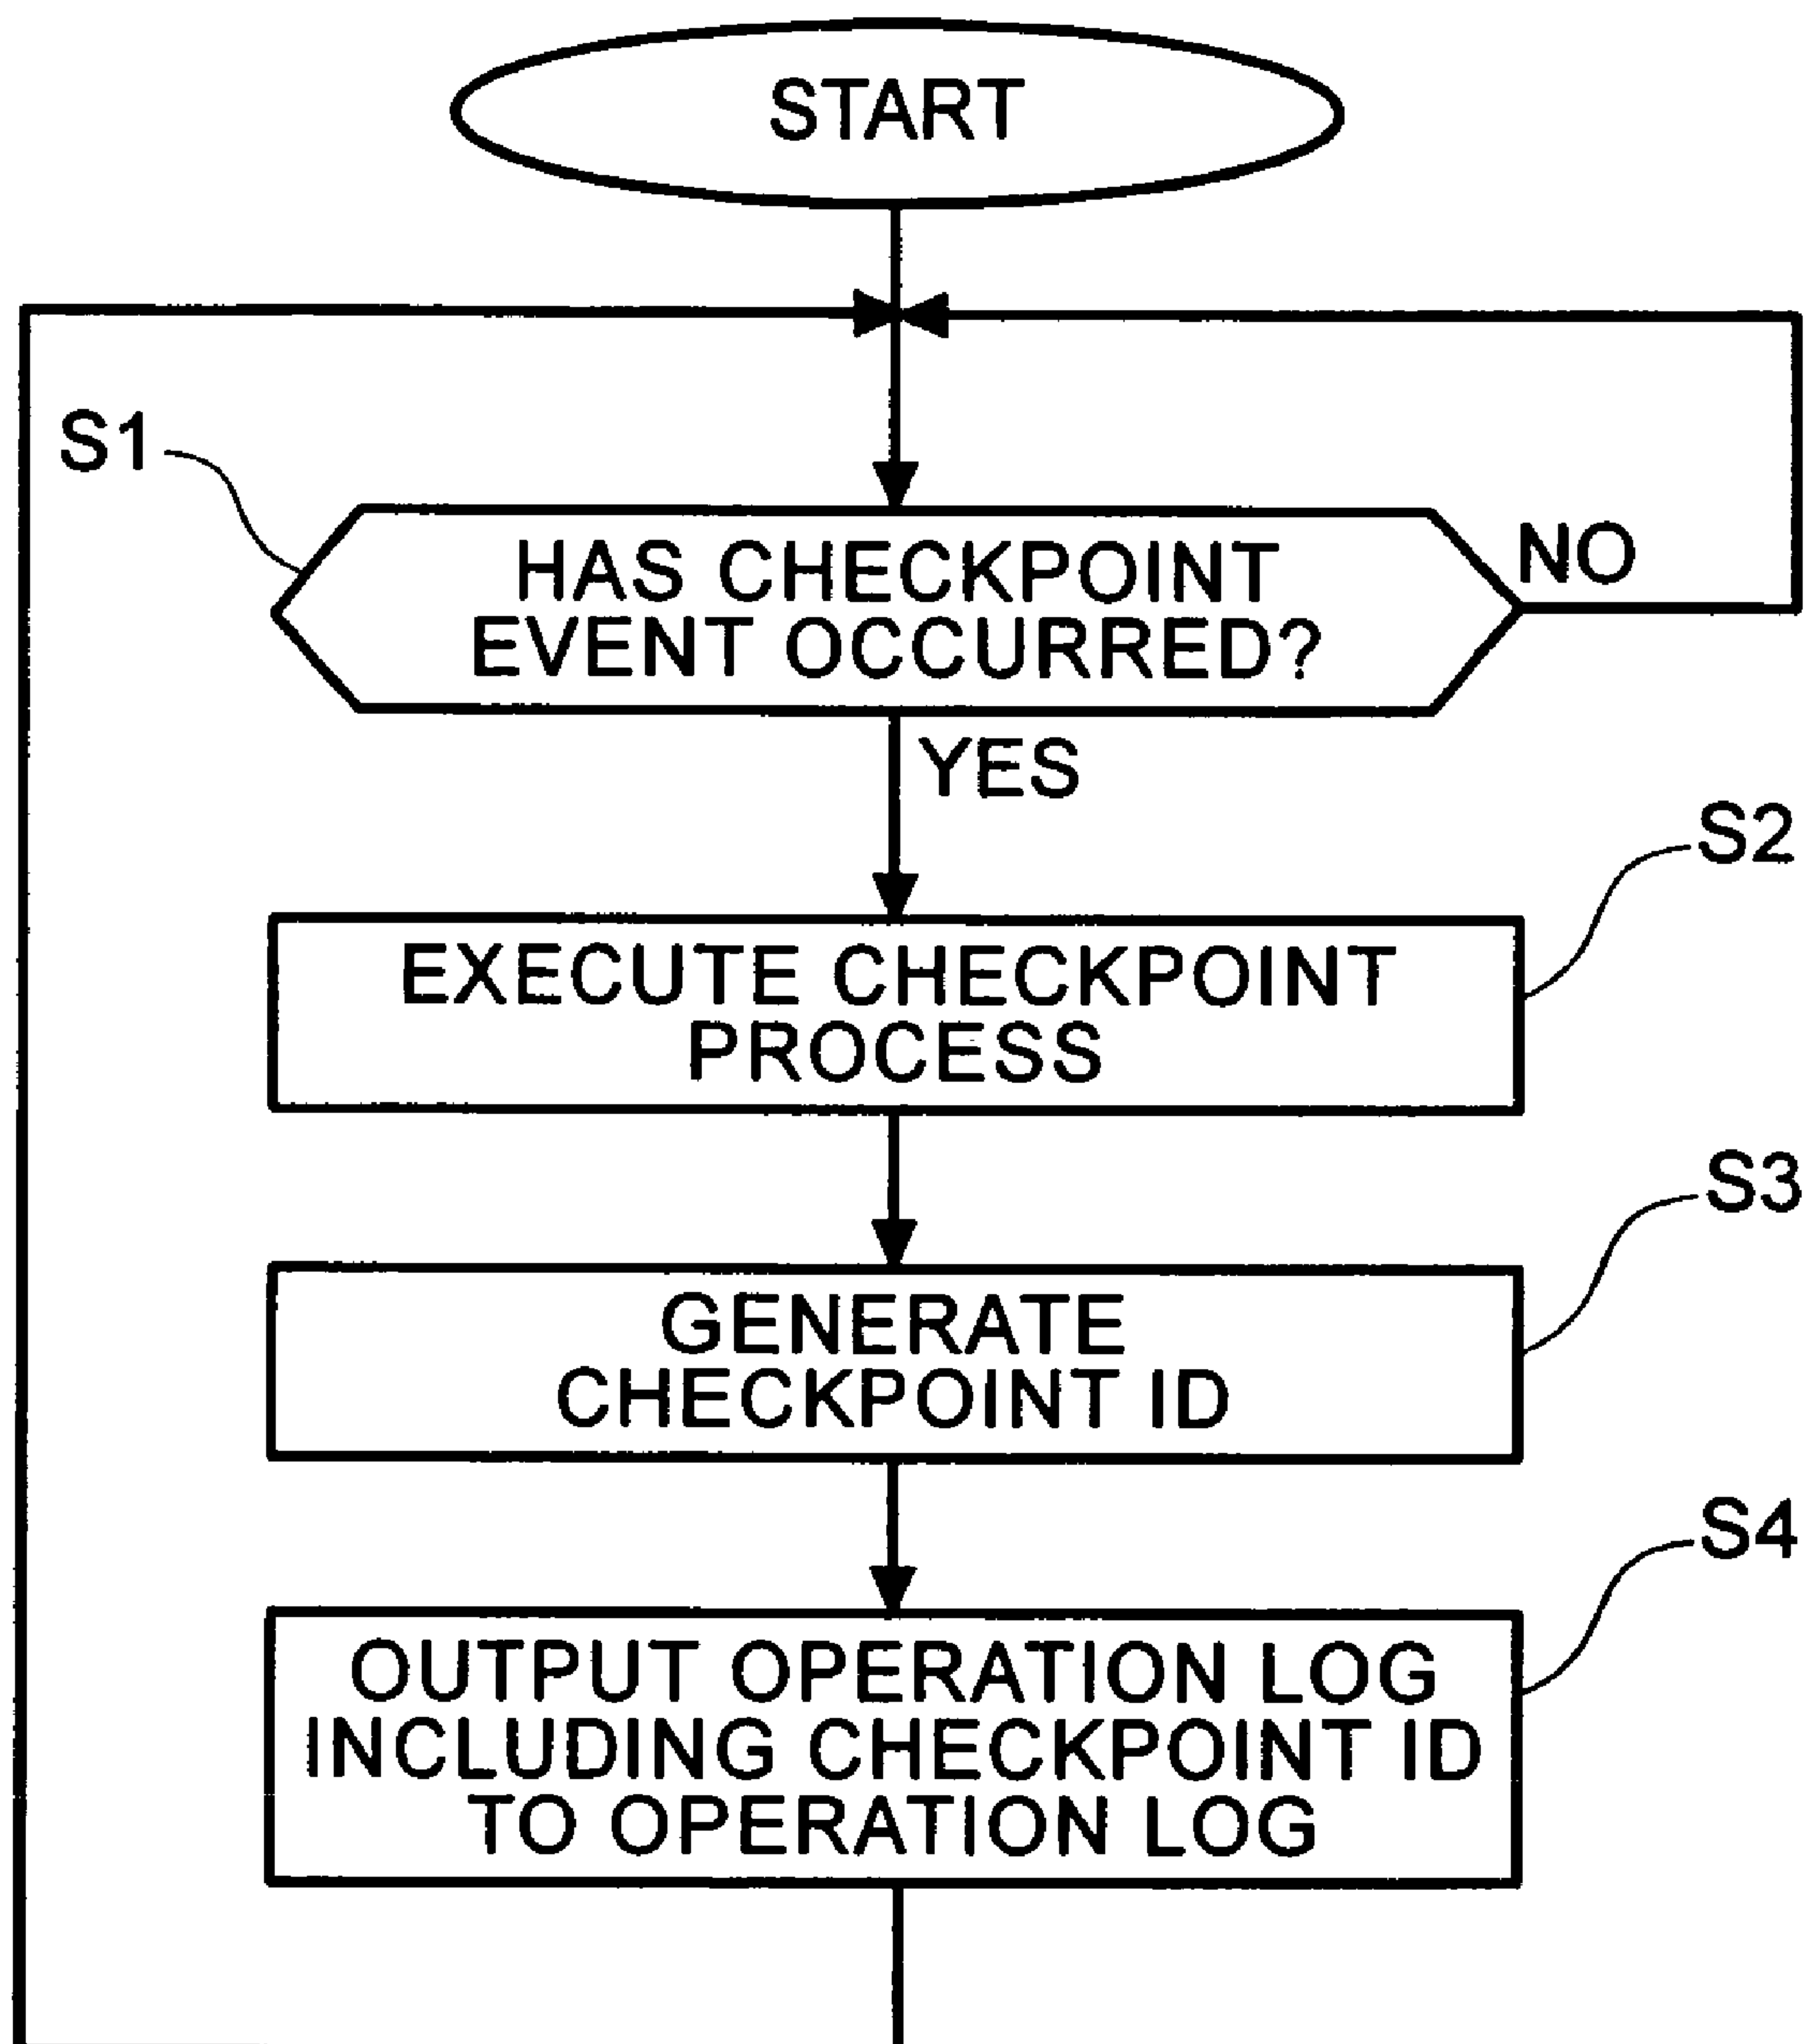 START
S1
HAS CHECKPOINT
EVENT OCCURRED?
NO
YES
S2
EXECUTE CHECKPOINT
PROCESS
S3
GENERATE
CHECKPOINT ID
S4
OUTPUT OPERATION LOG
INCLUDING CHECKPOINT ID
TO OPERATION LOG